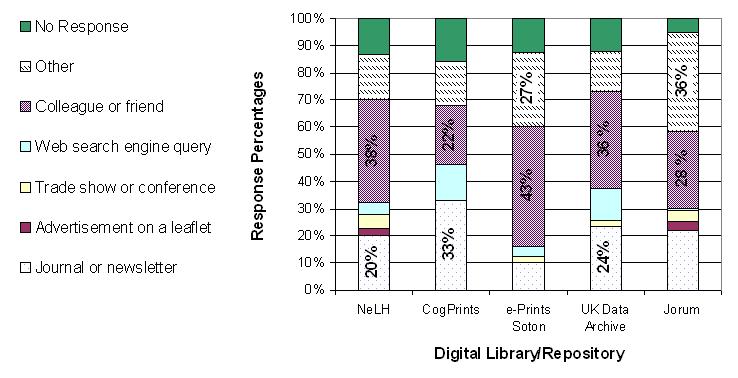 No Response
Other
Colleague or friend
Web search engine query
Trade show or conference
Advertisement on a leaflet
Journal or newsletter
Response Percentages
100%
90%
80%
70%
60%
50%
40%
30%
20%
10%
0%
38%
20%
22%
33%
27%
43%
36%
24%
36%
28%
NeLH
CogPrints
e-Prints
Soton
UK Data
Archive
Jorum
Digital Library/Repository